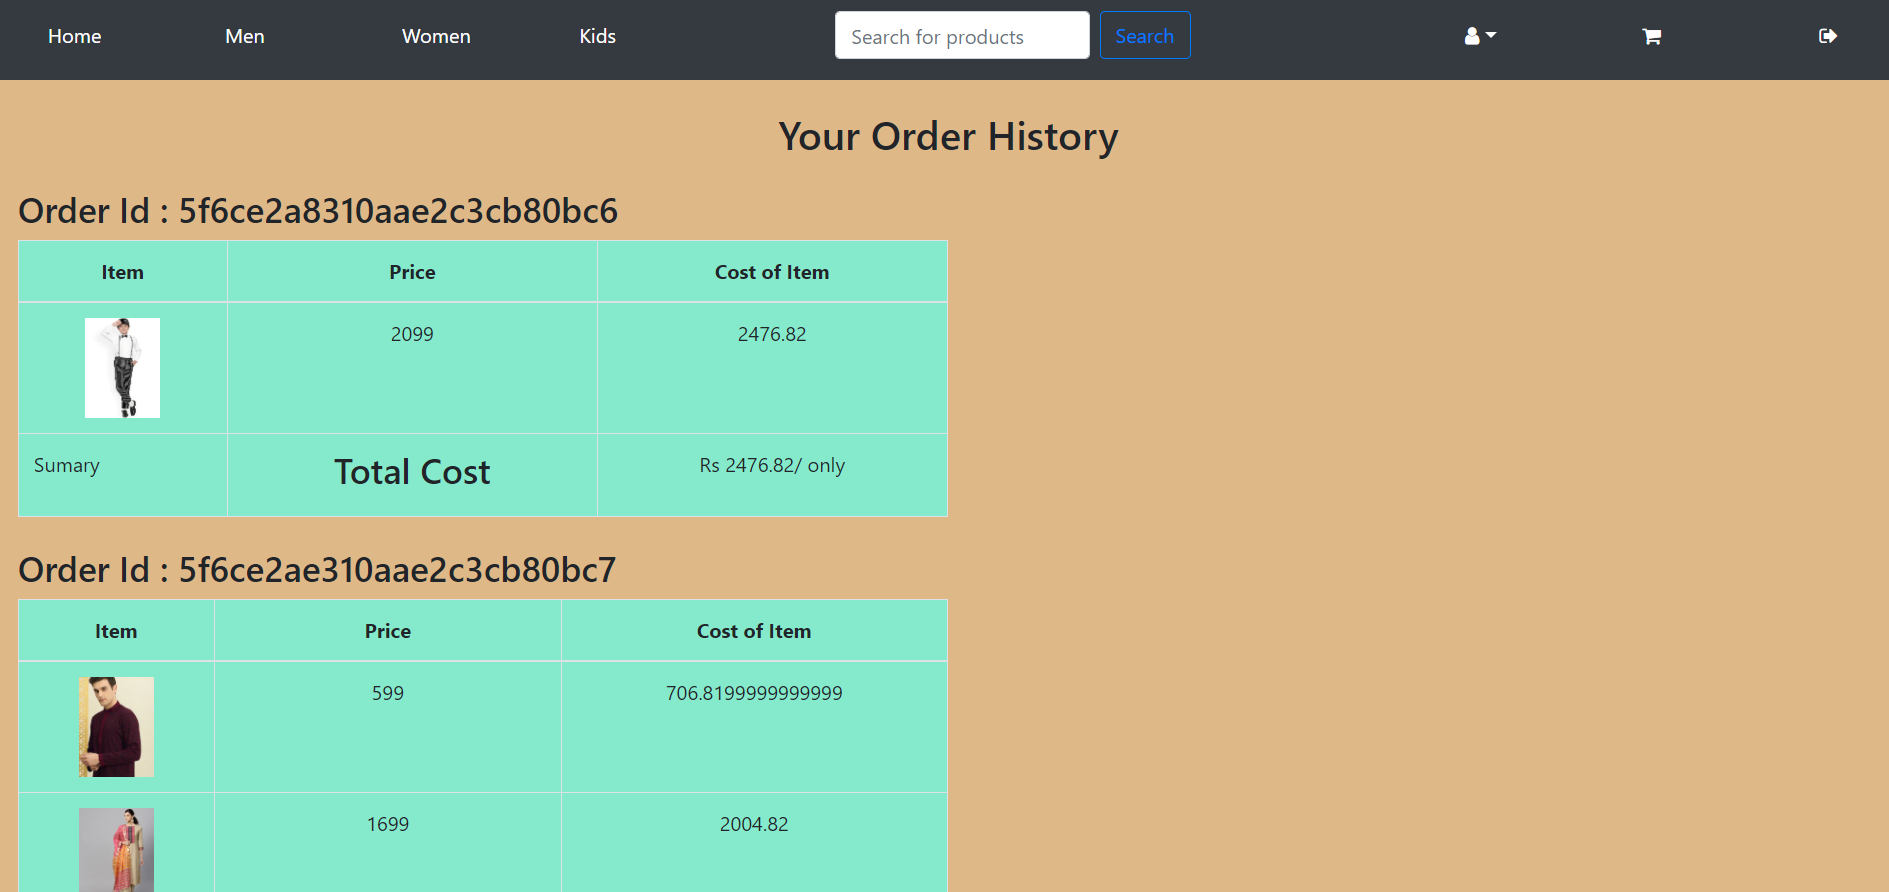 Home Men Women Kids Search for products Search
Your Order History
Order Id : 5f6ce2a8310aae2c3cb80bc6
Item Price Cost of Item
2099 2476.82
Sumary Total Cost Rs 2476.82/ only
Order Id : 5f6ce2ae310aae2c3cb80bc7
Item Price Cost of Item
599 706.8199999999999
1699 2004.82